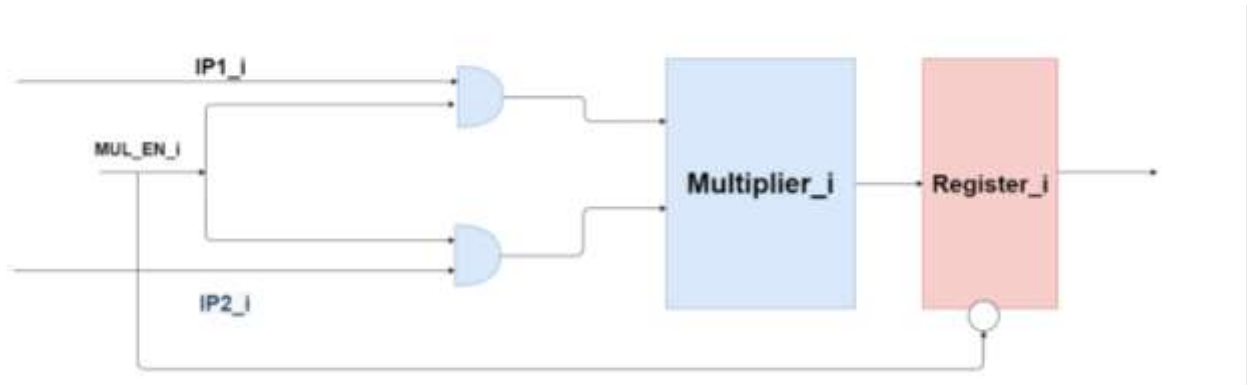 IP1_i
MUL_EN_i
Multiplier_i
Register_i
IP2_i